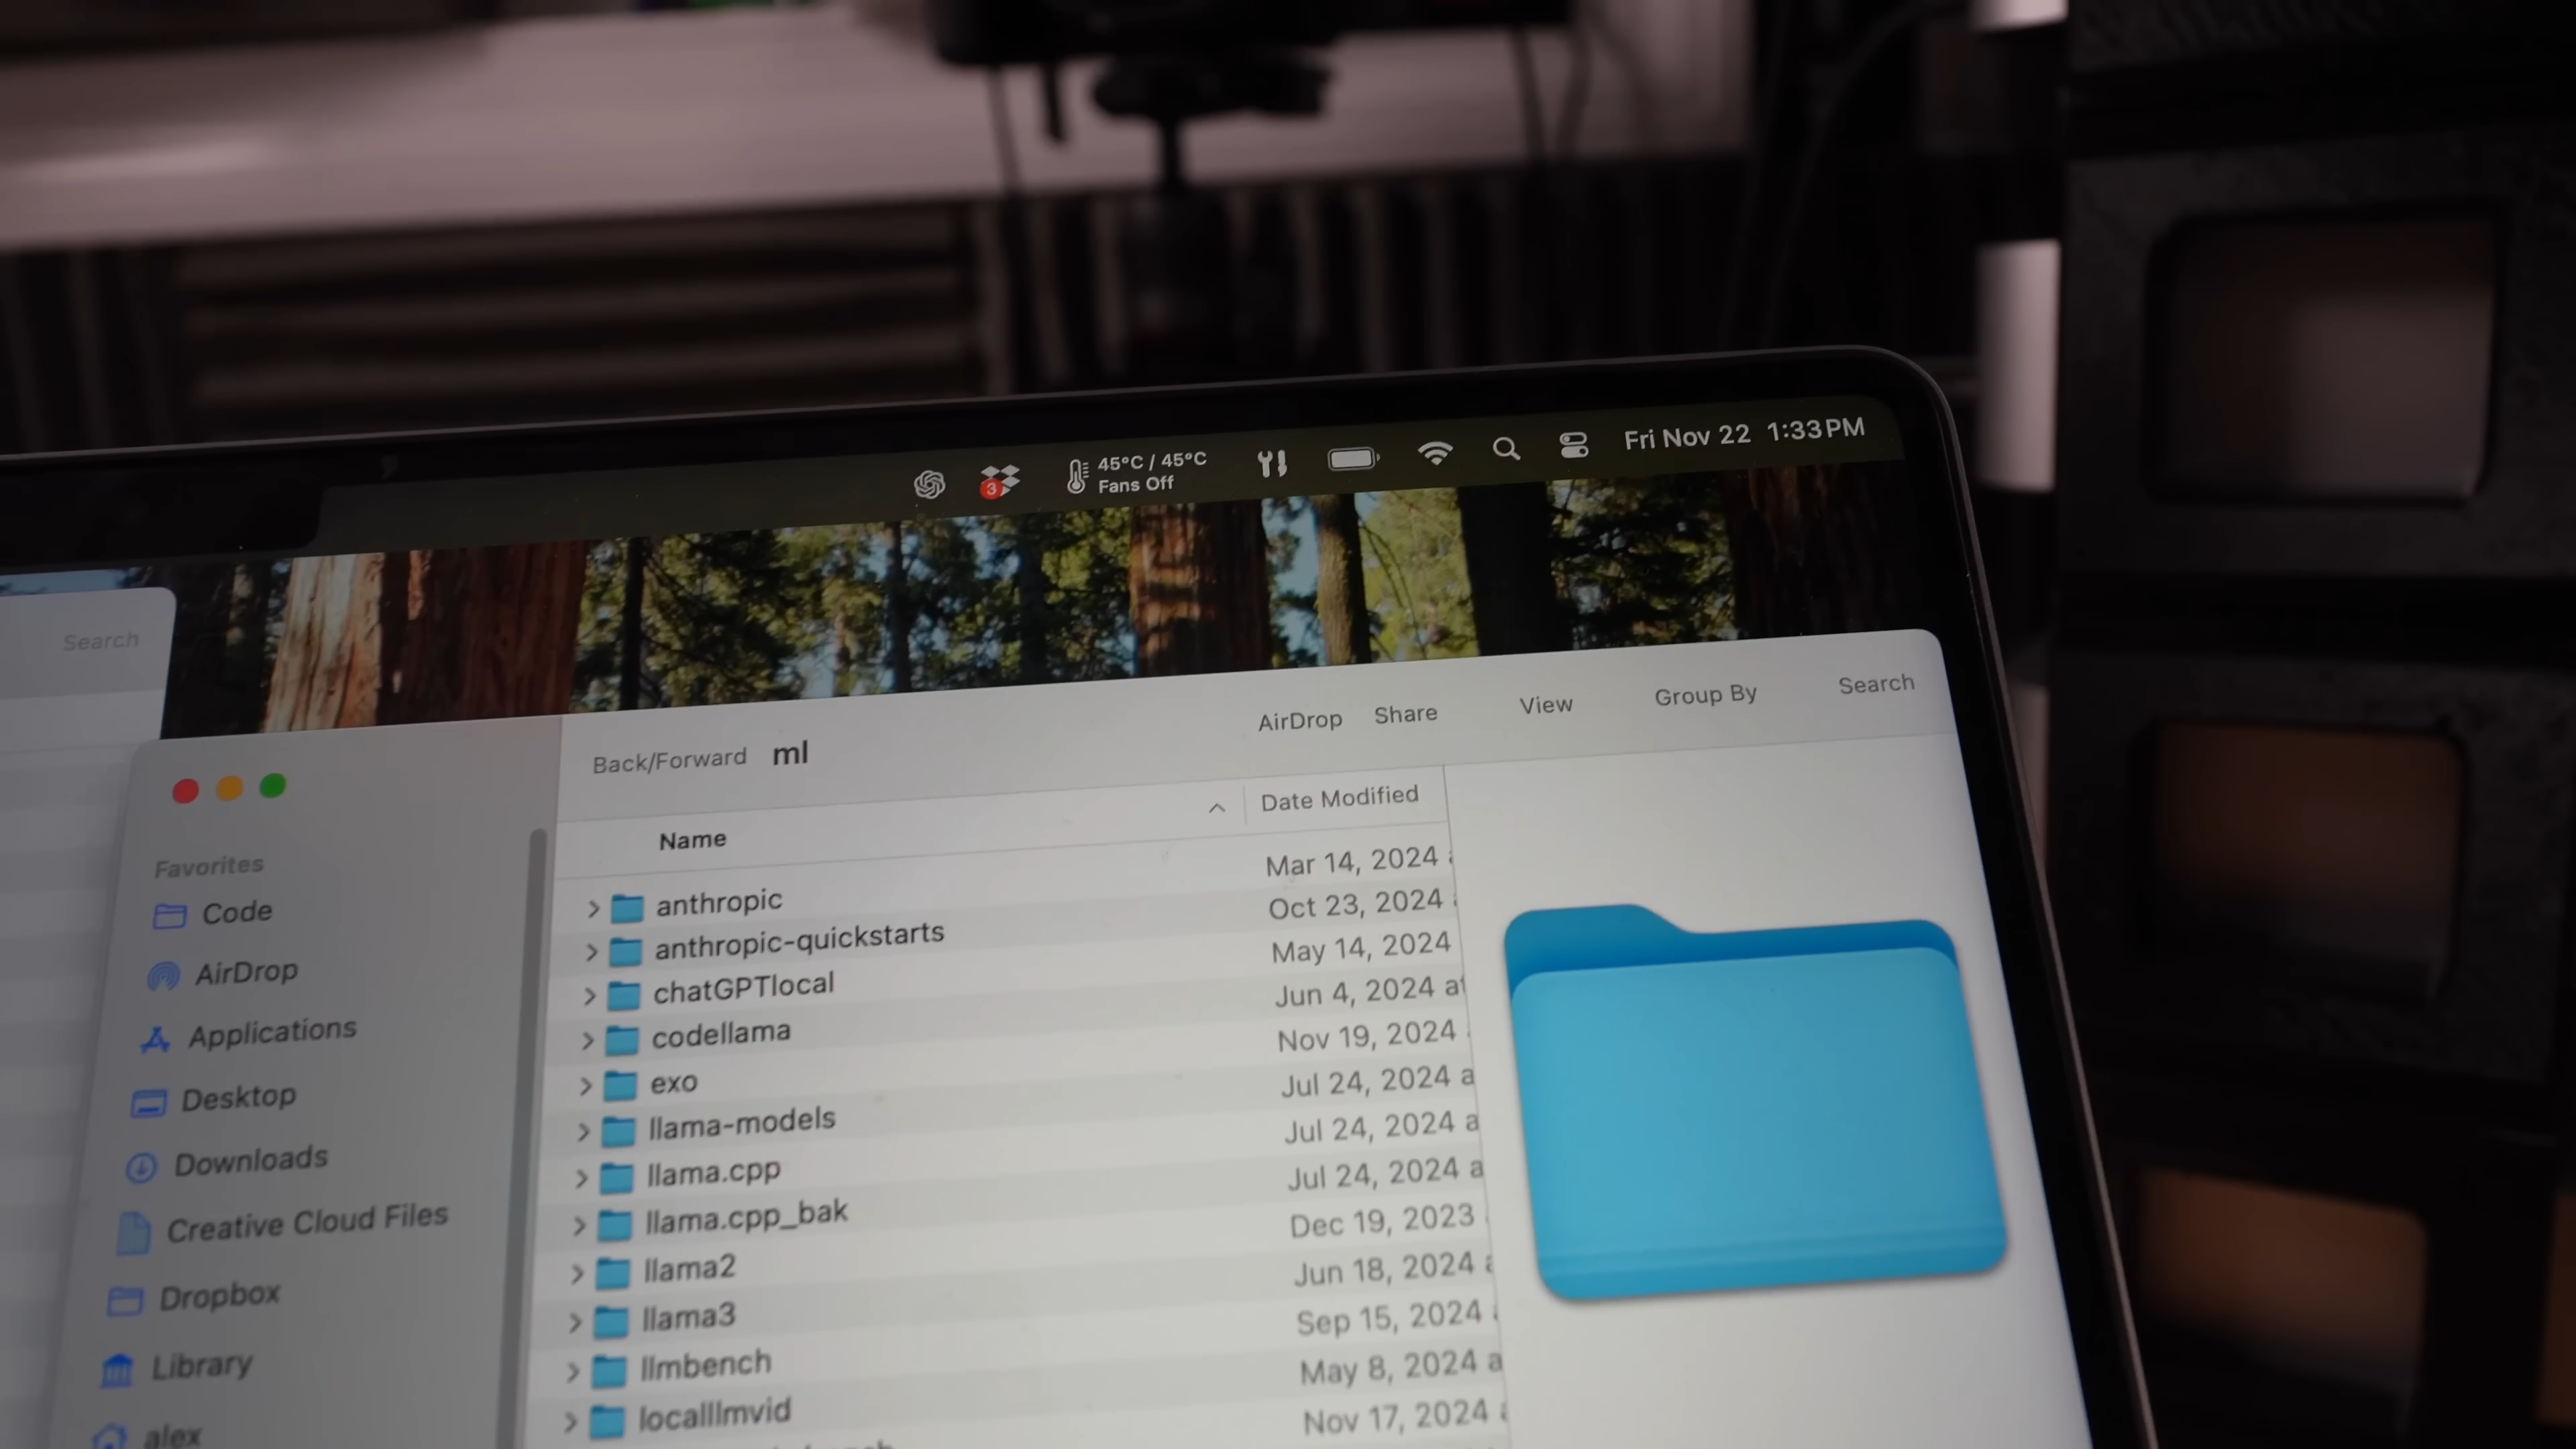 45°C / 45°C
Fans Off
3
Fri Nov 22 1:33 PM
Search
Back/Forward ml AirDrop Share View Group By Search
Name Date Modified
Favorites
Code
AirDrop
Applications
Desktop
Downloads
Creative Cloud Files
Dropbox
Library
alex
anthropic Mar 14, 2024
anthropic-quickstarts Oct 23, 2024
chatGPTlocal May 14, 2024
codellama Jun 4, 2024 at
exo Nov 19, 2024
llama-models Jul 24, 2024 a
llama.cpp Jul 24, 2024 a
llama.cpp_bak Jul 24, 2024 a
llama2 Dec 19, 2023
llama3 Jun 18, 2024
llmbench Sep 15, 2024
localllmvid May 8, 2024 a
Nov 17, 2024